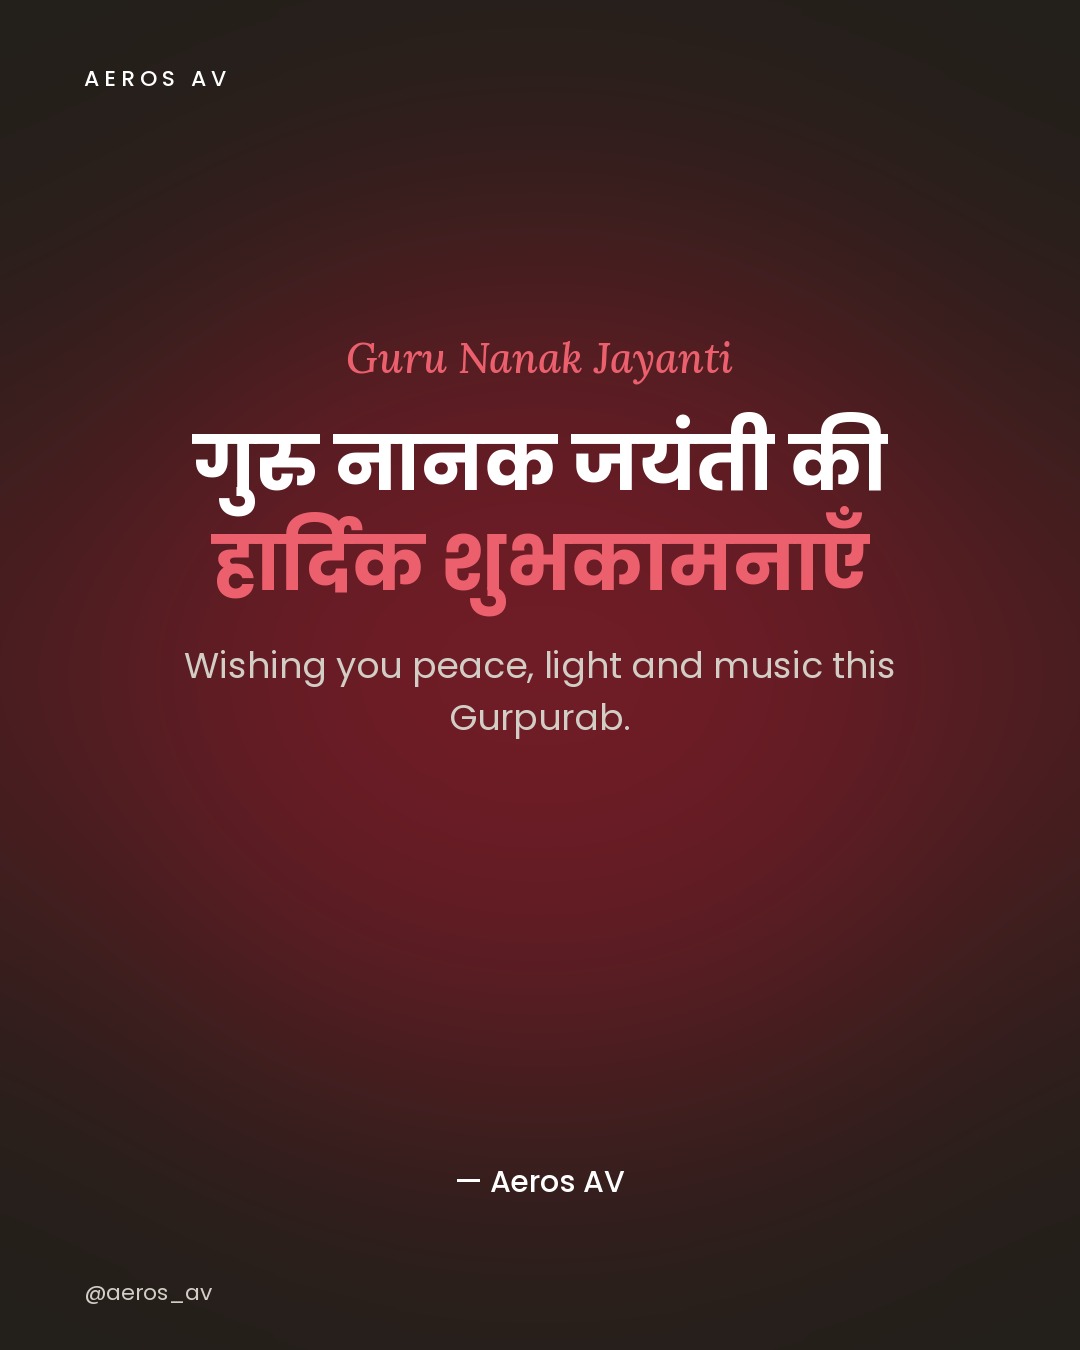 AEROS AV
Guru Nanak Jayanti
गुरु नानक जयंती की
हार्दिक शुभकामनाएँ
Wishing you peace, light and music this
Gurpurab.
— Aeros AV
@aeros_av